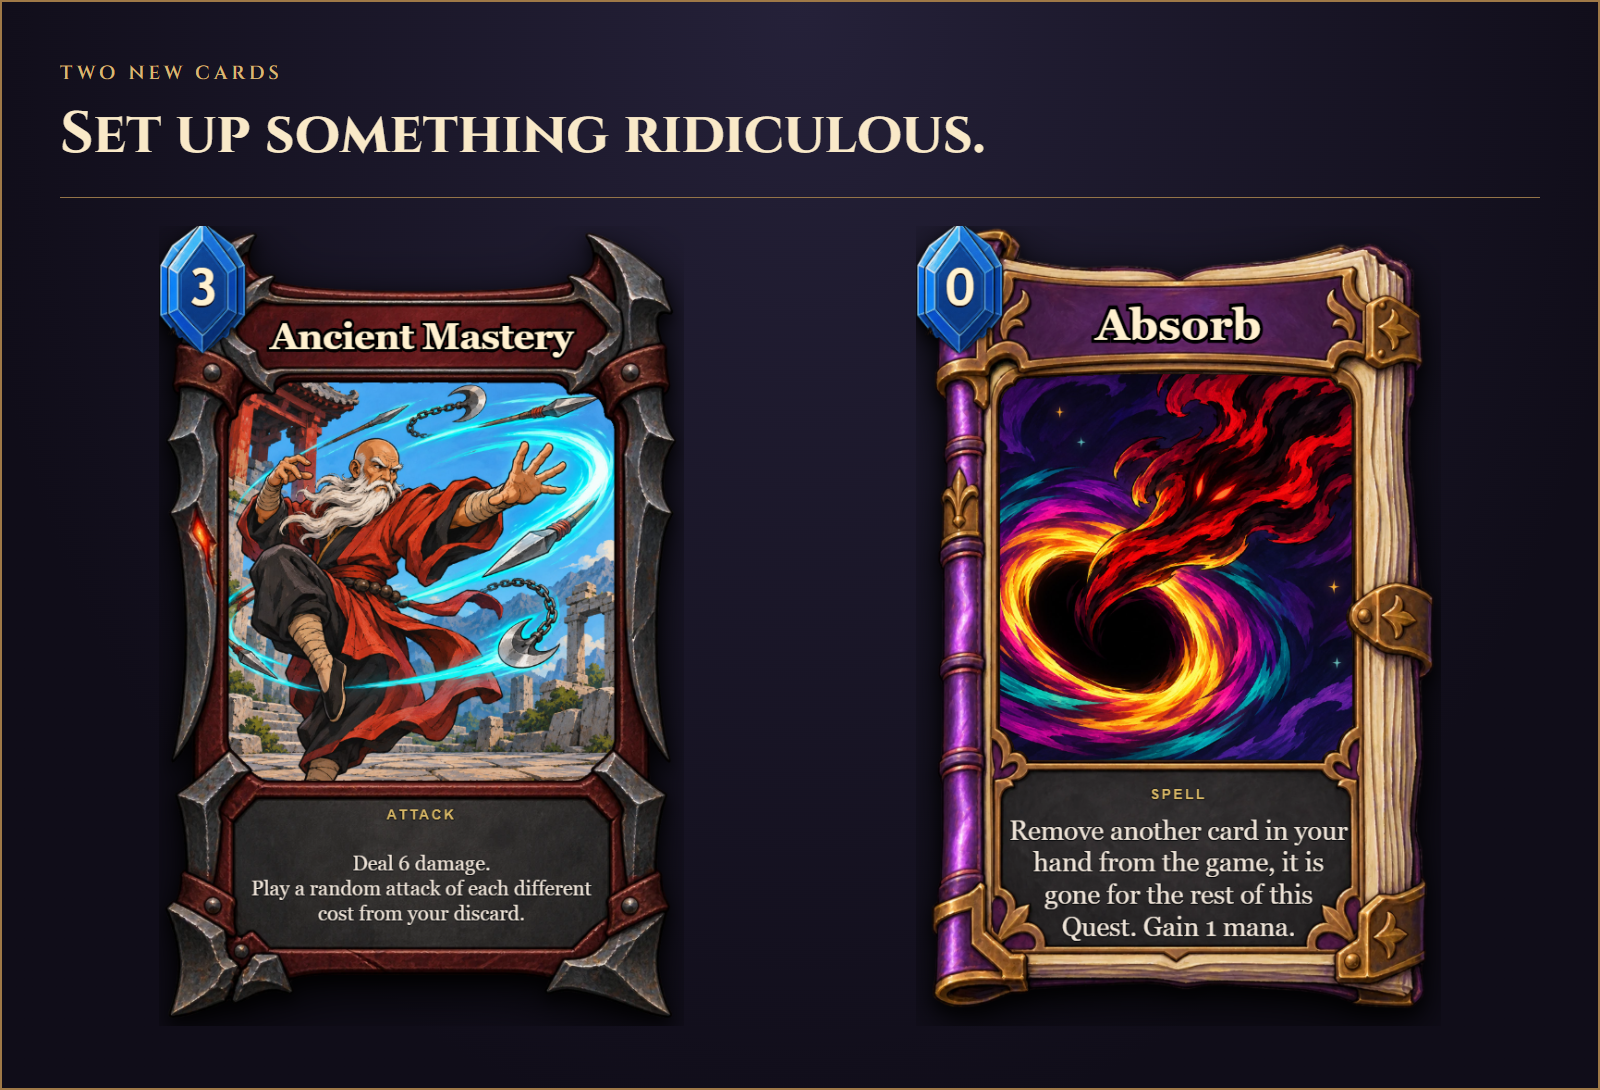 TWO NEW CARDS
SET UP SOMETHING RIDICULOUS.
3
Ancient Mastery
ATTACK
Deal 6 damage.
Play a random attack of each different
cost from your discard.
0
Absorb
SPELL
Remove another card in your
hand from the game, it is
gone for the rest of this
Quest. Gain 1 mana.